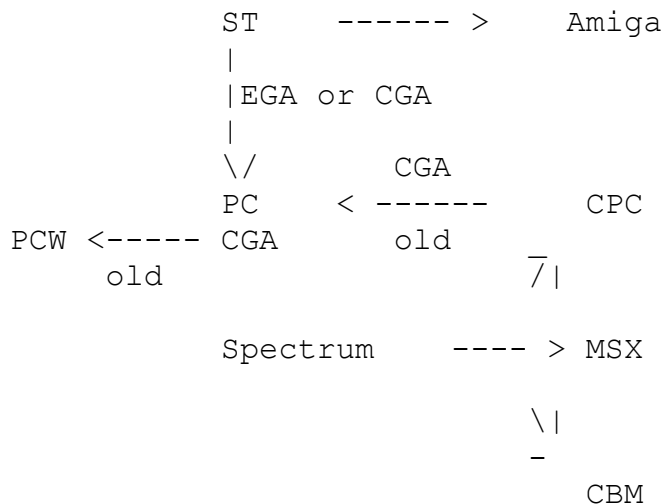 ST ------ > Amiga
|
|EGA or CGA
|
\/ CGA
PC < ------ CPC
PCW <----- CGA old _
old /|
Spectrum ---- > MSX
\|
-
CBM